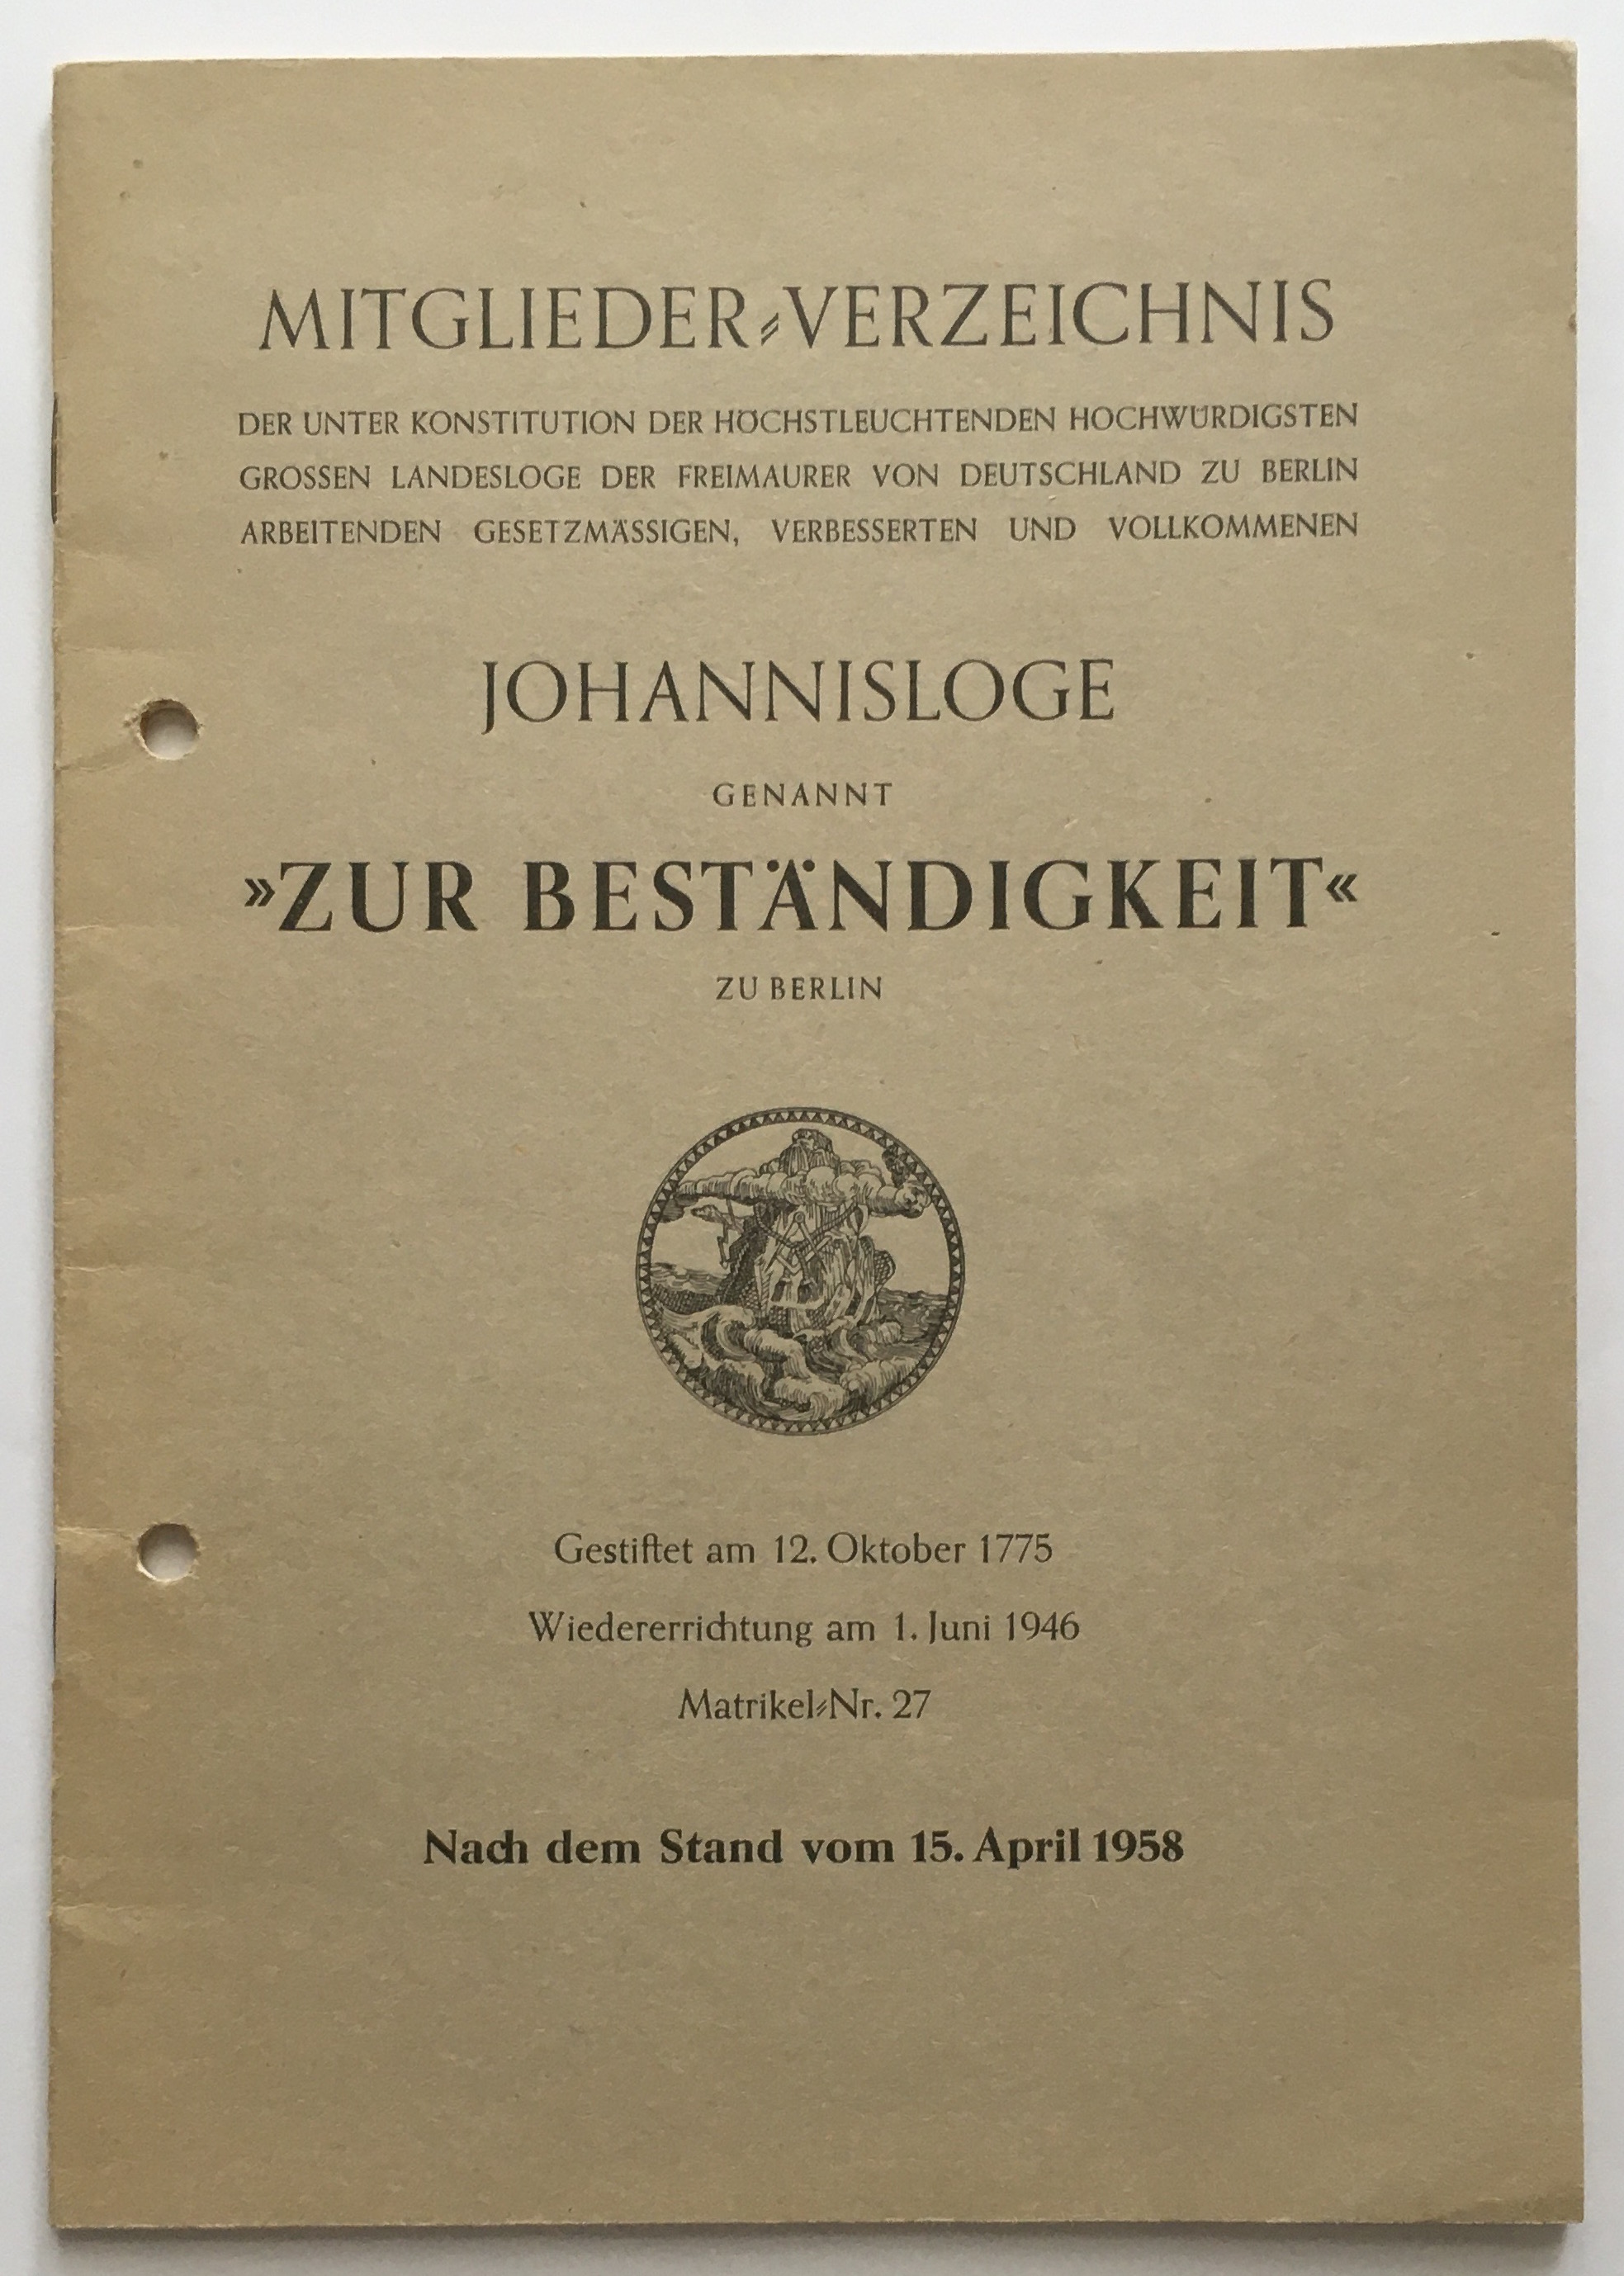 MITGLIEDER-VERZEICHNIS
DER UNTER KONSTITUTION DER HÖCHSTLEUCHTENDEN HOCHWÜRDIGSTEN
GROSSEN LANDESLOGE DER FREIMAURER VON DEUTSCHLAND ZU BERLIN
ARBEITENDEN GESETZMÄSSIGEN, VERBESSERTEN UND VOLLKOMMENEN
JOHANNISLOGE
GENANNT
»ZUR BESTÄNDIGKEIT«
ZU BERLIN
Gestiftet am 12. Oktober 1775
Wiedererrichtung am 1. Juni 1946
Matrikel-Nr. 27
Nach dem Stand vom 15. April 1958